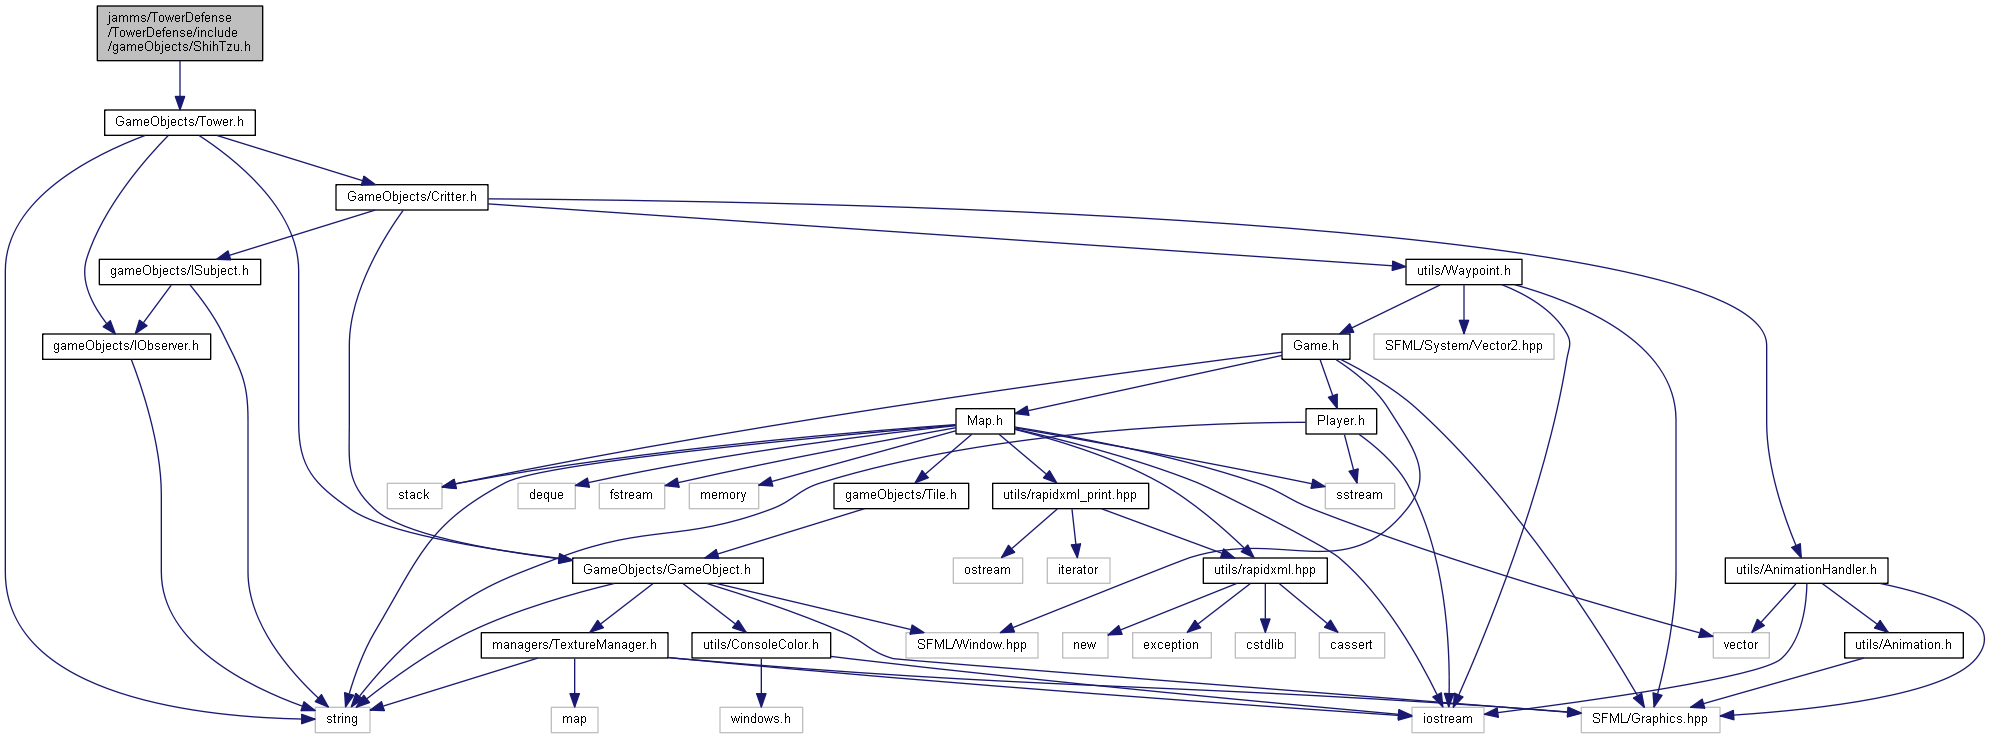 jamms/TowerDefense
/TowerDefense/include
/gameObjects/ShihTzu.h
GameObjects/Tower.h
GameObjects/Critter.h
gameObjects/ISubject.h
utils/Waypoint.h
gameObjects/IObserver.h
Game.h
SFML/System/Vector2.hpp
Map.h
Player.h
stack
deque
fstream
memory
gameObjects/Tile.h
utils/rapidxml_print.hpp
sstream
ostream
iterator
GameObjects/GameObject.h
utils/rapidxml.hpp
utils/AnimationHandler.h
managers/TextureManager.h
utils/ConsoleColor.h
SFML/Window.hpp
new
exception
cstdlib
cassert
vector
utils/Animation.h
string
map
windows.h
iostream
SFML/Graphics.hpp